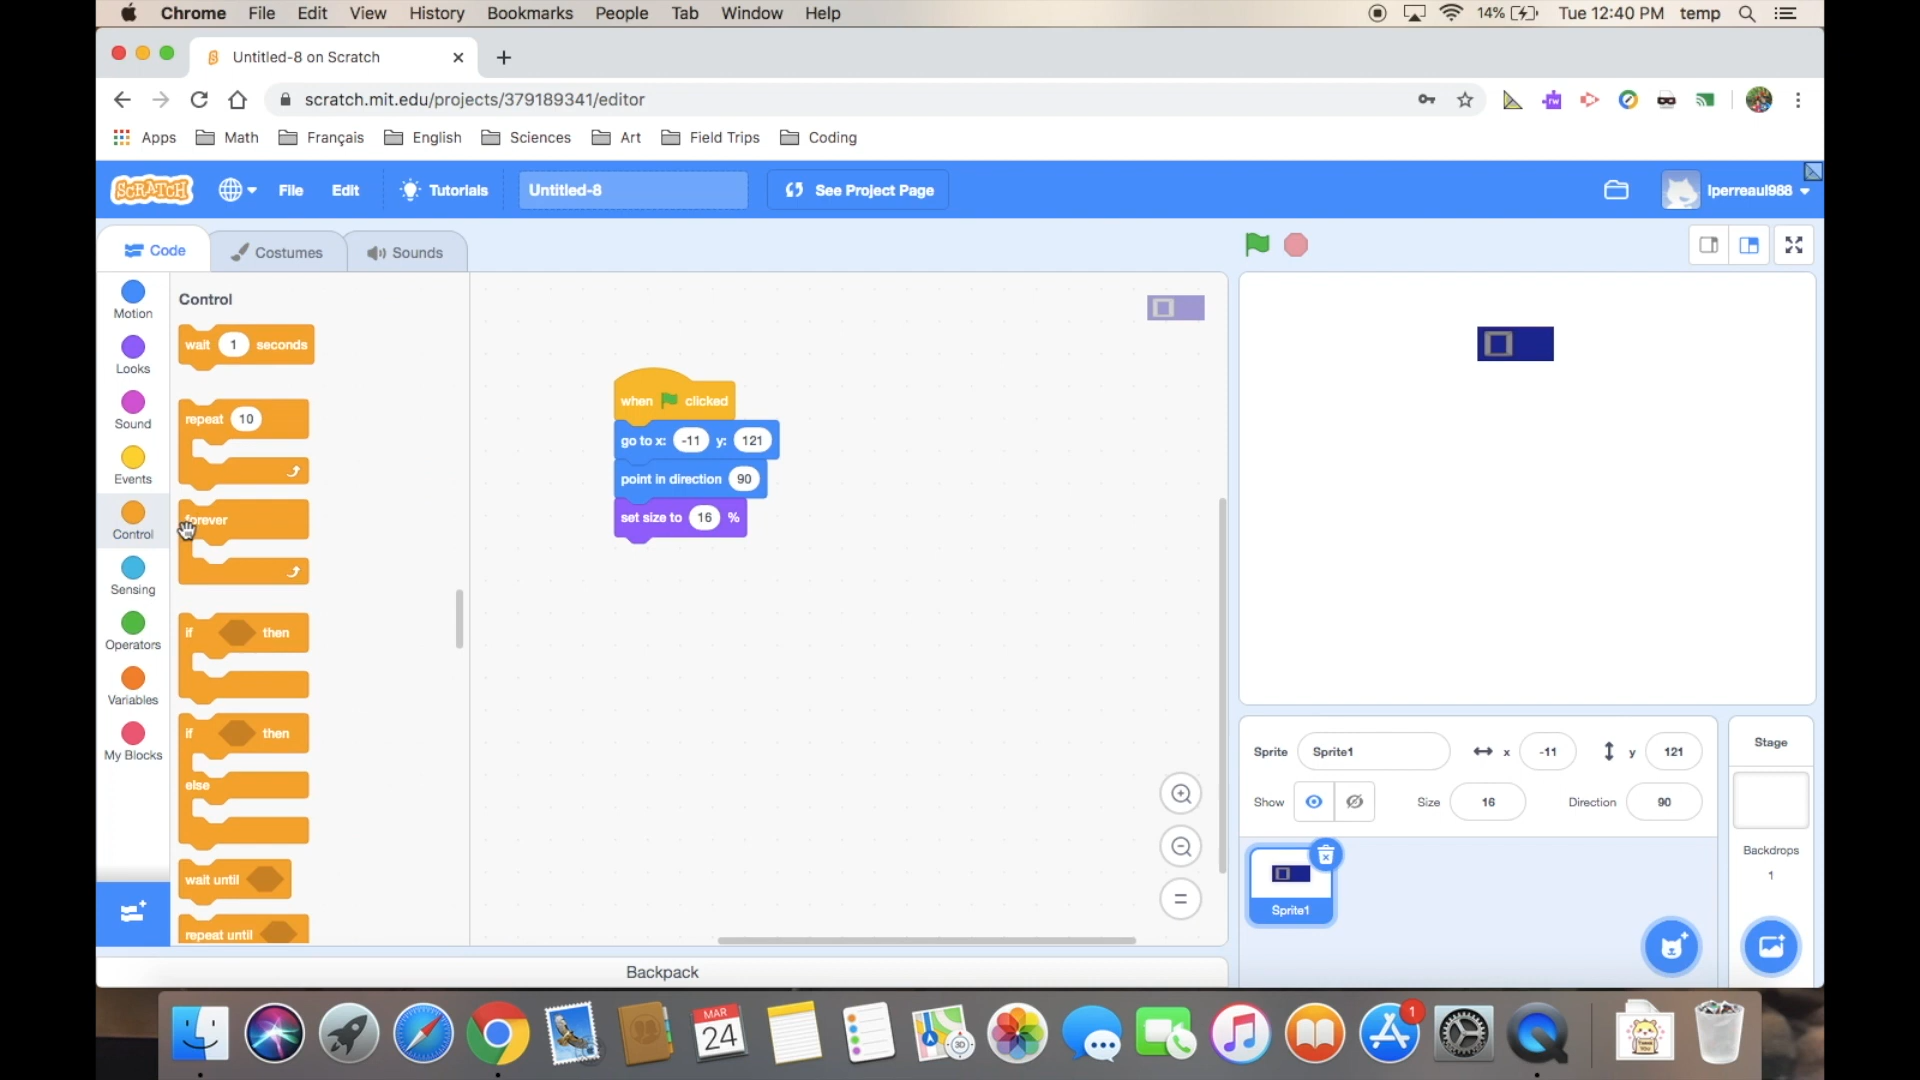 Chrome File Edit View History Bookmarks People Tab Window Help 14% Tue 12:40 PM temp
Untitled-8 on Scratch
scratch.mit.edu/projects/379189341/editor
Apps Math Français English Sciences Art Field Trips Coding
SCRATCH File Edit Tutorials Untitled-8 See Project Page lperreaul988
Code Costumes Sounds
Motion
Looks
Sound
Events
Control
Sensing
Operators
Variables
My Blocks
Control
wait 1 seconds
repeat 10
forever
if then
if then
else
wait until
repeat until
when clicked
go to x: -11 y: 121
point in direction 90
set size to 16 %
Backpack
Sprite Sprite1 x -11 y 121
Show Size 16 Direction 90
Sprite1
Stage
Backdrops
1
MAR
24
3D
1